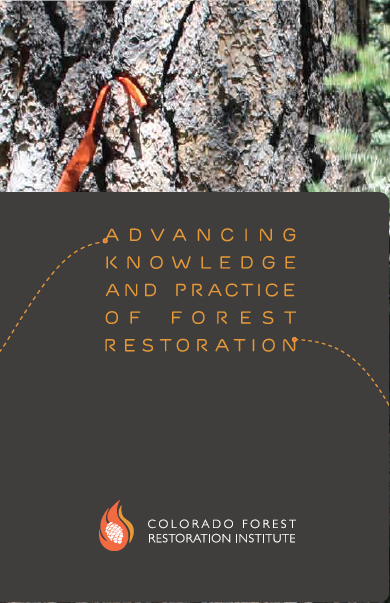 ADVANCING
KNOWLEDGE
AND PRACTICE
OF FOREST
RESTORATION
COLORADO FOREST
RESTORATION INSTITUTE